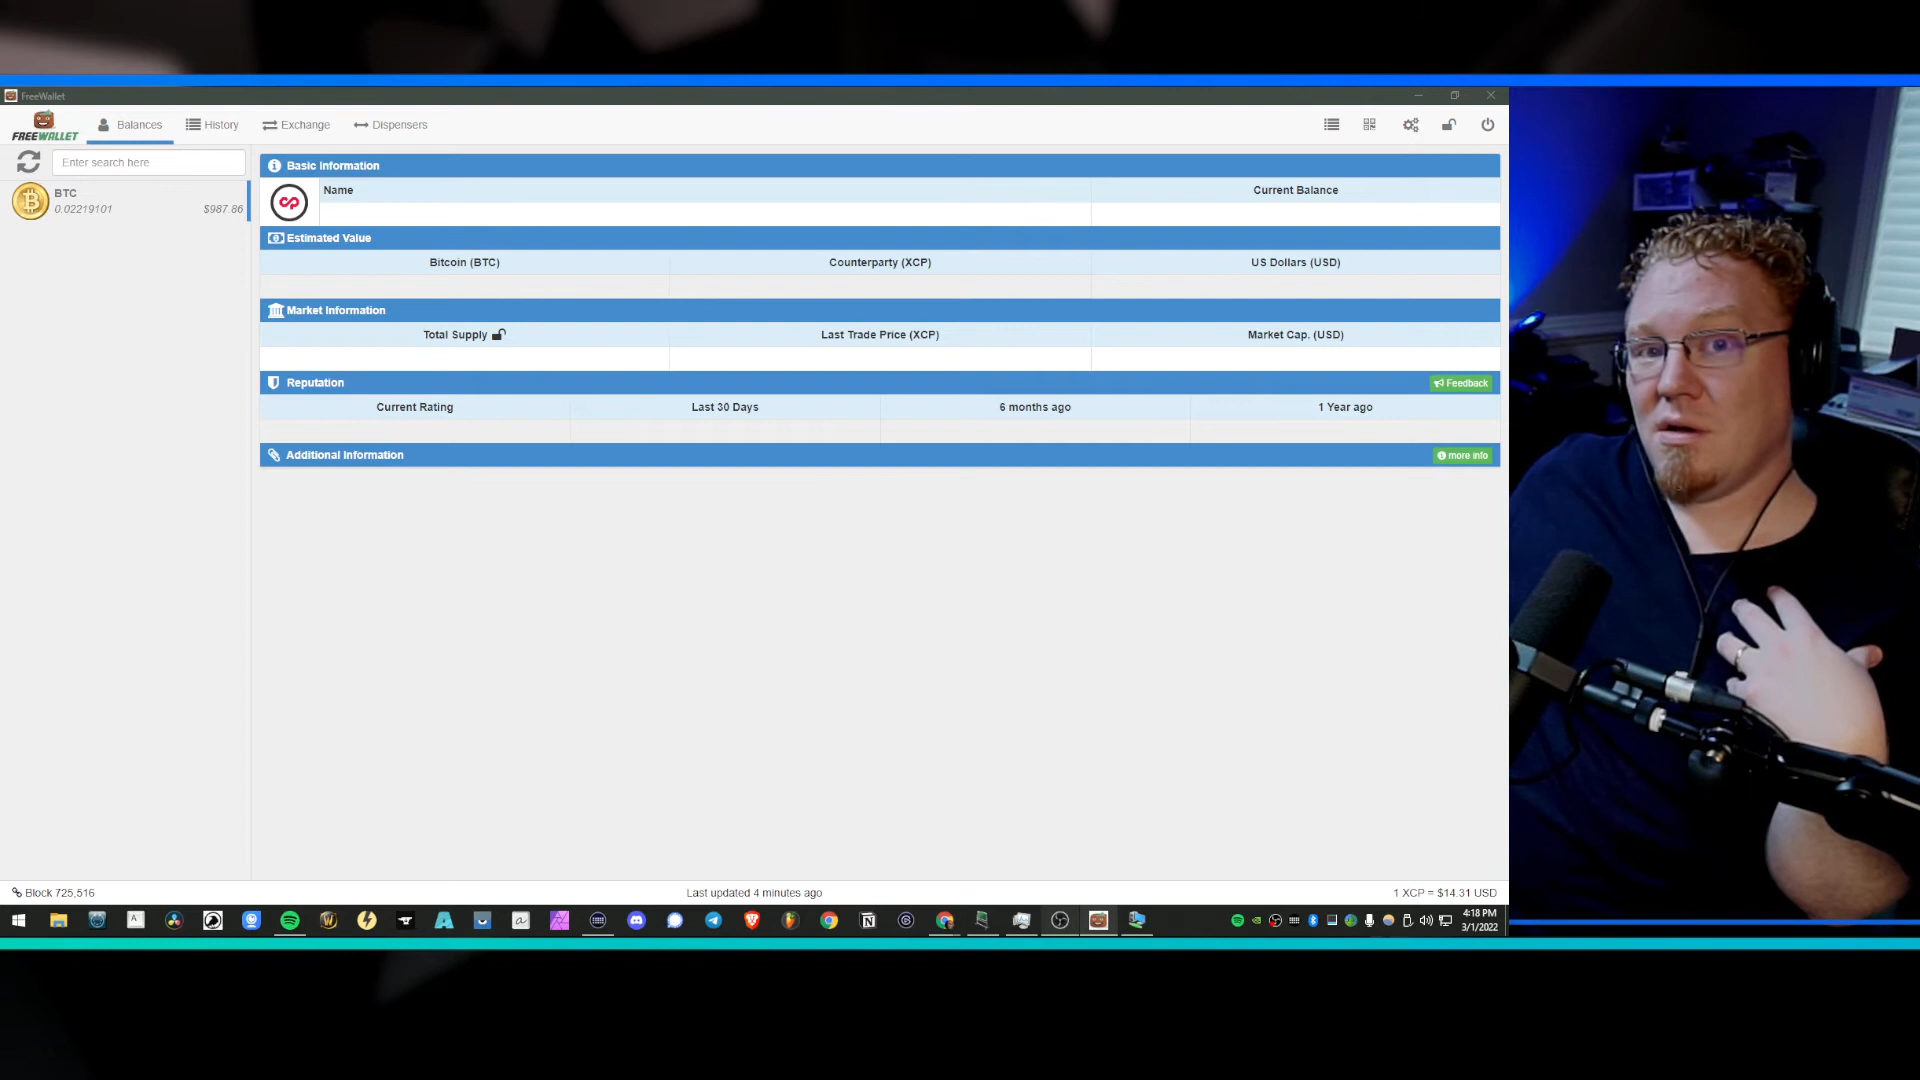 FreeWallet
FREEWALLET
Balances
History
Exchange
Dispensers
Enter search here
BTC
0.02219101
$987.86
Basic Information
Name
Current Balance
Estimated Value
Bitcoin (BTC)
Counterparty (XCP)
US Dollars (USD)
Market Information
Total Supply
Last Trade Price (XCP)
Market Cap. (USD)
Reputation
Feedback
Current Rating
Last 30 Days
6 months ago
1 Year ago
Additional Information
more info
Block 725,516
Last updated 4 minutes ago
1 XCP = $14.31 USD
4:18 PM
3/1/2022